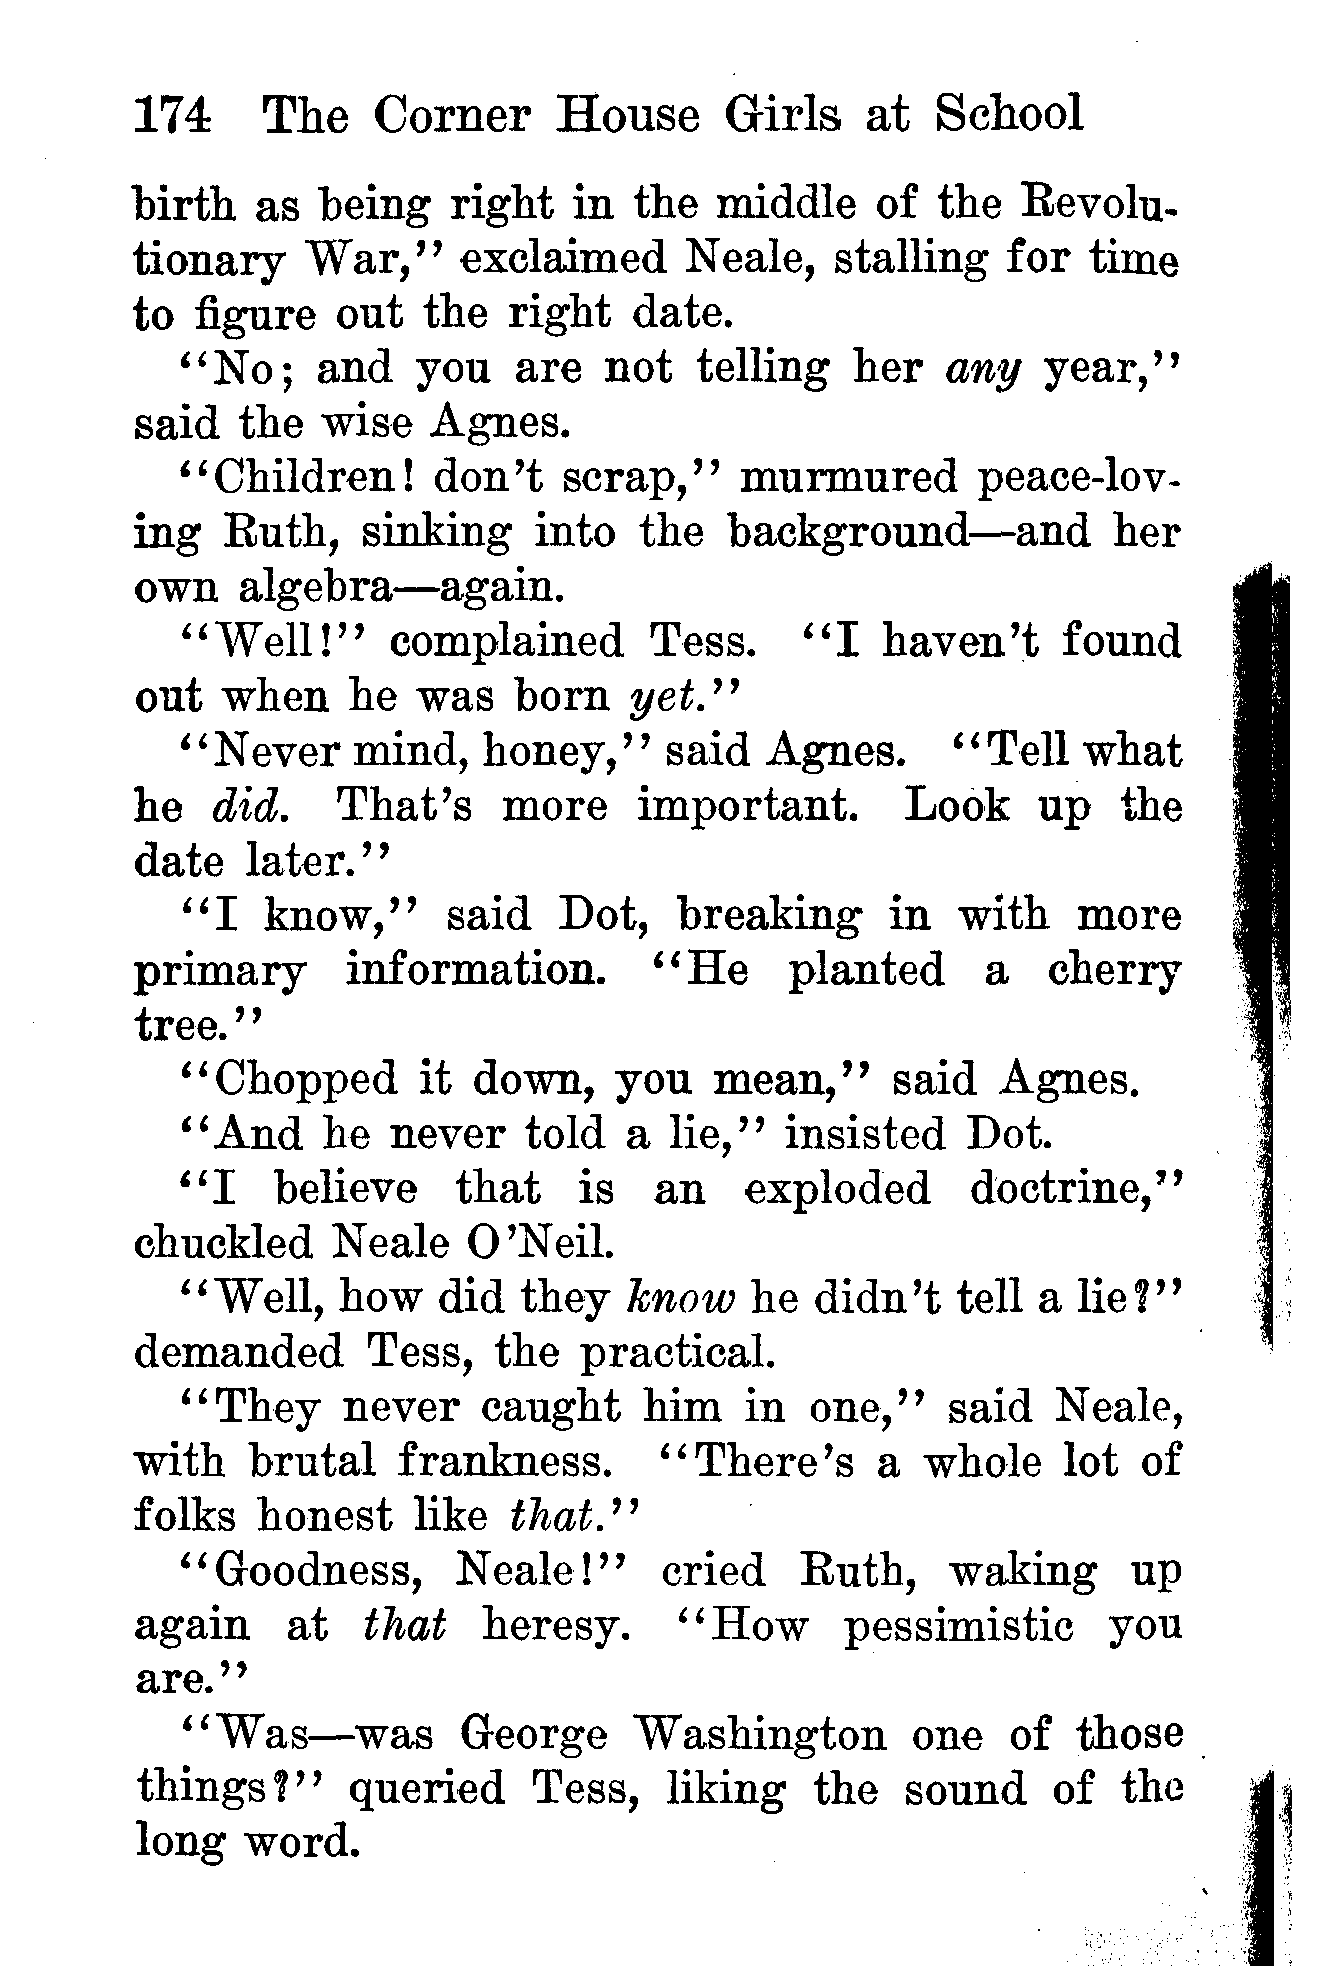 174 The Corner House Girls at School
birth as being right in the middle of the Revolu-
tionary War," exclaimed Neale, stalling for time
to figure out the right date.
"No; and you are not telling her any year,"
said the wise Agnes.
"Children! don't scrap," murmured peace-lov-
ing Ruth, sinking into the background—and her
own algebra—again.
"Well!" complained Tess. "I haven't found
out when he was born yet."
"Never mind, honey," said Agnes. "Tell what
he did. That's more important. Look up the
date later."
"I know," said Dot, breaking in with more
primary information. "He planted a cherry
tree."
"Chopped it down, you mean," said Agnes.
"And he never told a lie," insisted Dot.
"I believe that is an exploded doctrine,"
chuckled Neale O'Neil.
"Well, how did they know he didn't tell a lie?"
demanded Tess, the practical.
"They never caught him in one," said Neale,
with brutal frankness. "There's a whole lot of
folks honest like that."
"Goodness, Neale!" cried Ruth, waking up
again at that heresy. "How pessimistic you
are."
"Was—was George Washington one of those
things?" queried Tess, liking the sound of the
long word.